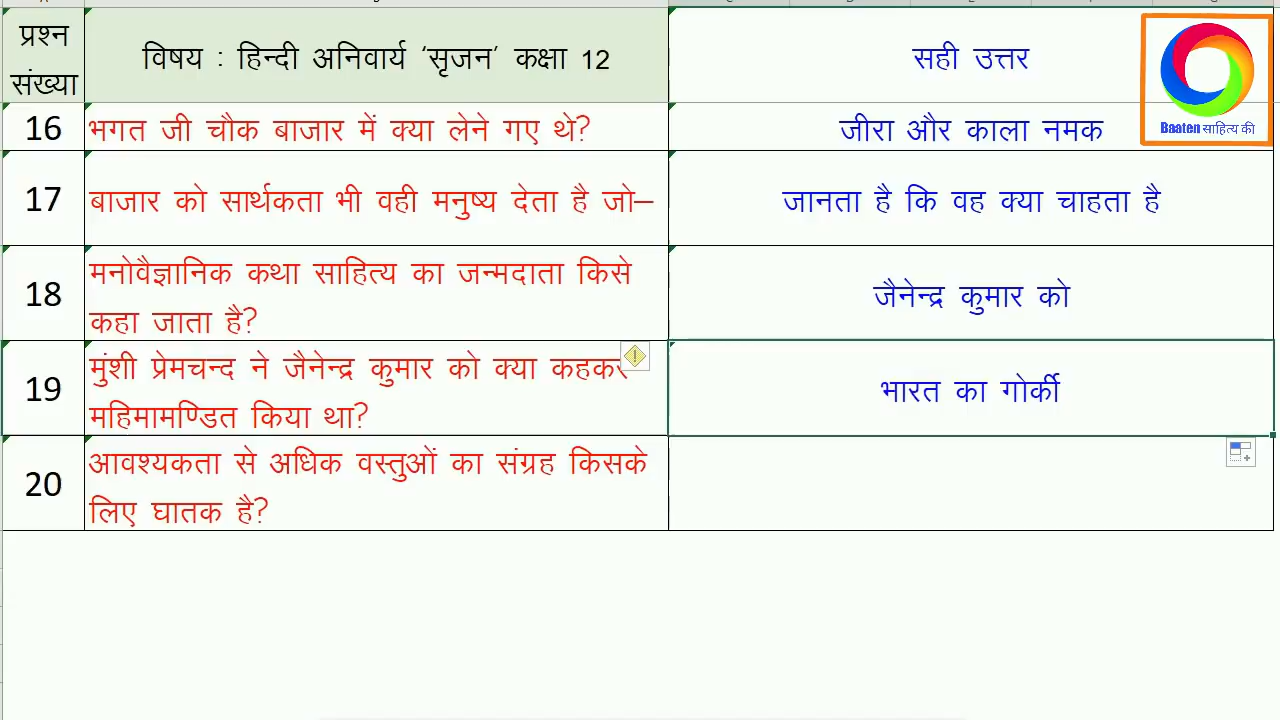 प्रश्न
संख्या
विषय : हिन्दी अनिवार्य ‘सृजन’ कक्षा 12
सही उत्तर
Baaten साहित्य की
16
भगत जी चौक बाजार में क्या लेने गए थे?
जीरा और काला नमक
17
बाजार को सार्थकता भी वही मनुष्य देता है जो–
जानता है कि वह क्या चाहता है
18
मनोवैज्ञानिक कथा साहित्य का जन्मदाता किसे
कहा जाता है?
जैनेन्द्र कुमार को
19
मुंशी प्रेमचन्द ने जैनेन्द्र कुमार को क्या कहकर
महिमामण्डित किया था?
भारत का गोर्की
20
आवश्यकता से अधिक वस्तुओं का संग्रह किसके
लिए घातक है?